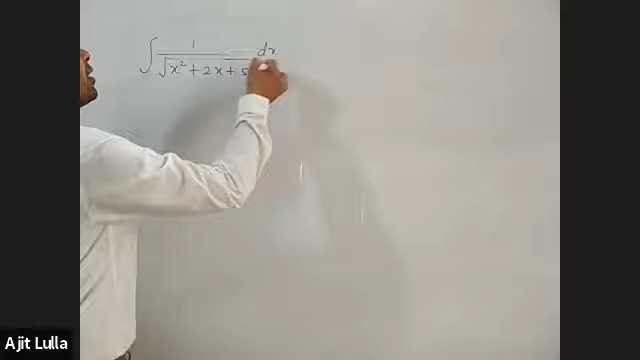 ∫ 1/√(x² + 2x + 5) dx
Ajit Lulla